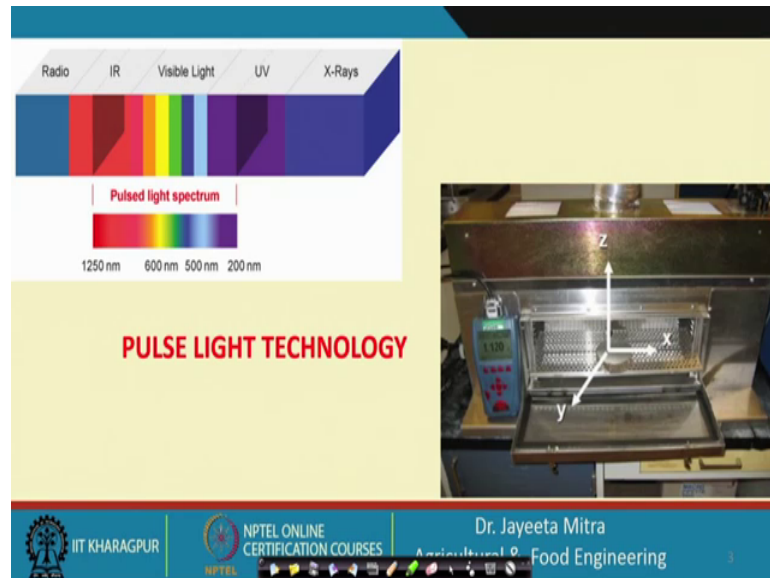 Radio IR Visible Light UV X-Rays
Pulsed light spectrum
1250 nm 600 nm 500 nm 200 nm
PULSE LIGHT TECHNOLOGY
z
x
y
1.120
IIT KHARAGPUR
NPTEL
NPTEL ONLINE
CERTIFICATION COURSES
Dr. Jayeeta Mitra
Agricultural & Food Engineering
3